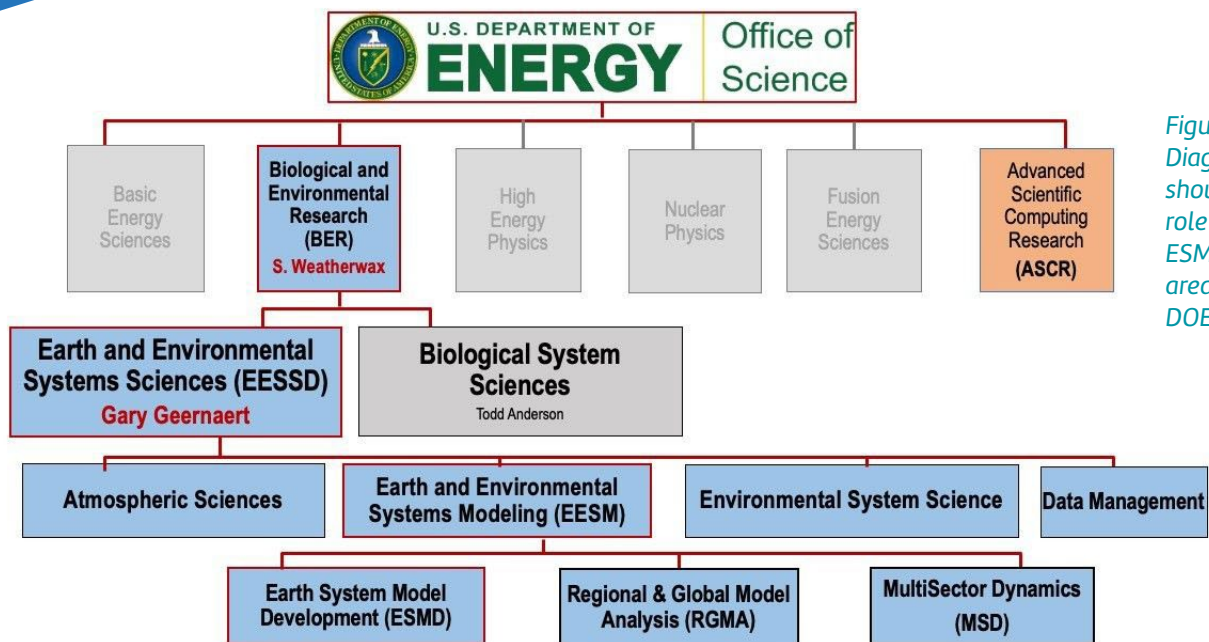 U.S. DEPARTMENT OF
ENERGY
Office of
Science
Basic
Energy
Sciences
Biological and
Environmental
Research
(BER)
S. Weatherwax
High
Energy
Physics
Nuclear
Physics
Fusion
Energy
Sciences
Advanced
Scientific
Computing
Research
(ASCR)
Earth and Environmental
Systems Sciences (EESSD)
Gary Geernaert
Biological System
Sciences
Todd Anderson
Atmospheric Sciences
Earth and Environmental
Systems Modeling (EESM)
Environmental System Science
Data Management
Earth System Model
Development (ESMD)
Regional & Global Model
Analysis (RGMA)
MultiSector Dynamics
(MSD)